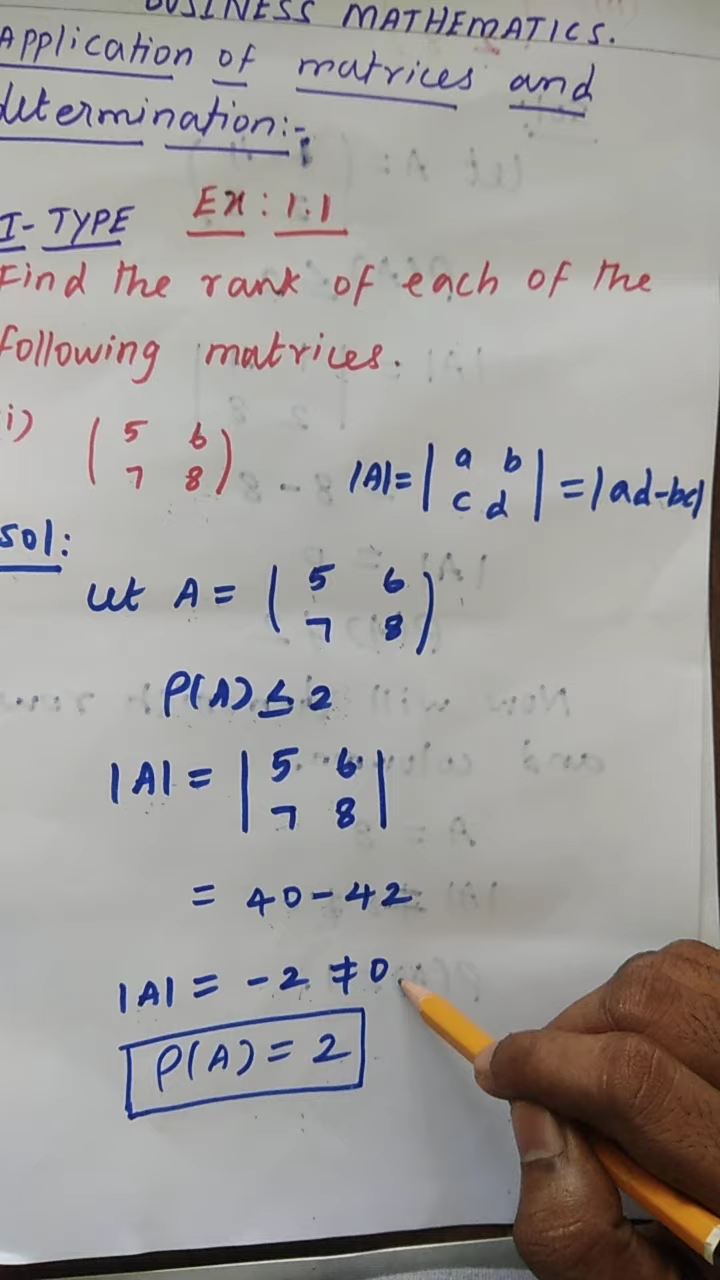 BUSINESS MATHEMATICS.
Application of matrices and
determination:-
I-TYPE Ex: 1.1
Find the rank of each of the
following matrices.
i) (5 6
7 8)
|A|= |a b
c d| = |ad-bc|
Sol:
Let A = (5 6
7 8)
ρ(A) ≤ 2
|A| = |5 6
7 8|
= 40-42
|A| = -2 ≠ 0.
ρ(A) = 2